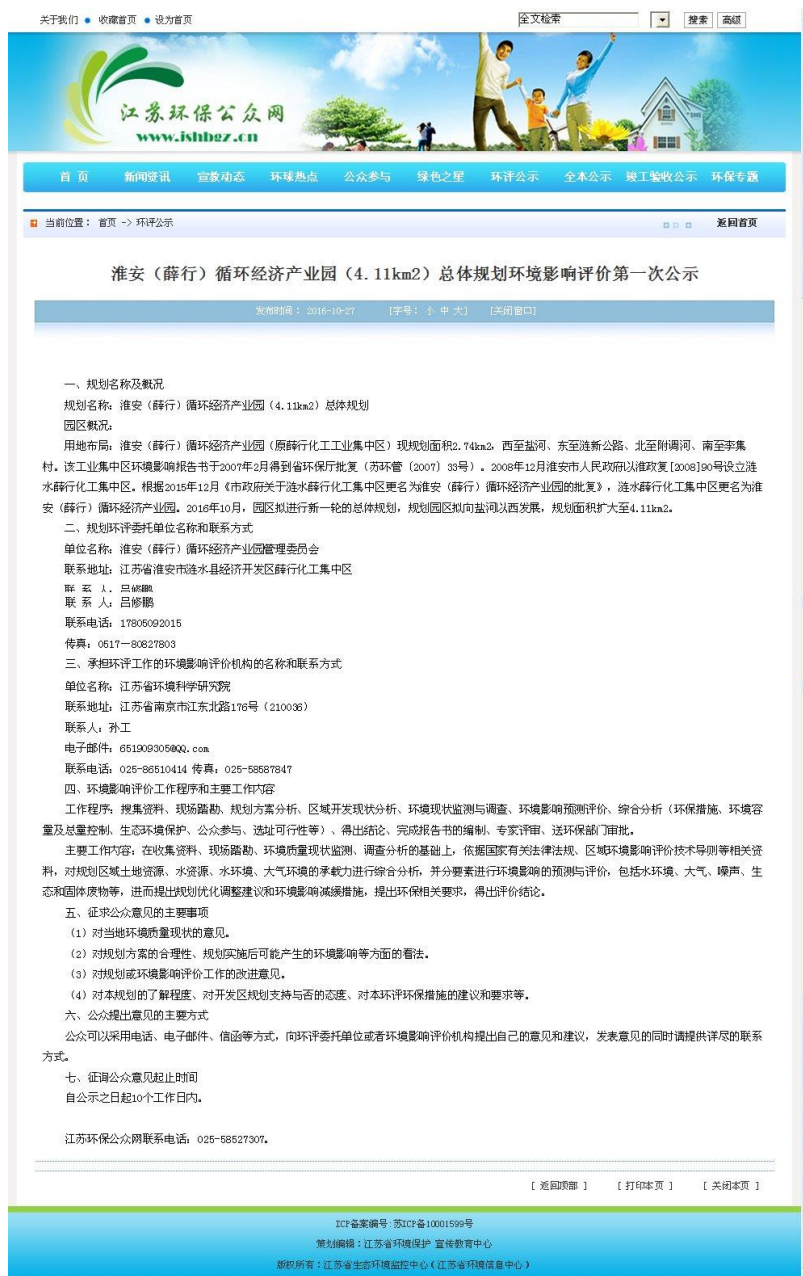 关于我们 ● 收藏首页 ● 设为首页 全文检索 搜索 高级
江苏环保公众网
www.jshbgz.cn
首 页 新闻资讯 宣教动态 环球热点 公众参与 绿色之星 环评公示 全本公示 竣工验收公示 环保专题
当前位置： 首页 -> 环评公示 返回首页
淮安（薛行）循环经济产业园（4.11km2）总体规划环境影响评价第一次公示
发布时间： 2016-10-27 [字号： 小 中 大] [关闭窗口]
一、规划名称及概况
规划名称：淮安（薛行）循环经济产业园（4.11km2）总体规划
园区概况：
用地布局：淮安（薛行）循环经济产业园（原薛行化工工业集中区）现规划面积2.74km2，西至盐河、东至涟新公路、北至附调河、南至李集
村。该工业集中区环境影响报告书于2007年2月得到省环保厅批复（苏环管〔2007〕33号）。2008年12月淮安市人民政府以淮政复[2008]90号设立涟
水薛行化工集中区。根据2015年12月《市政府关于涟水薛行化工集中区更名为淮安（薛行）循环经济产业园的批复》，涟水薛行化工集中区更名为淮
安（薛行）循环经济产业园。2016年10月，园区拟进行新一轮的总体规划，规划园区拟向盐河以西发展，规划面积扩大至4.11km2。
二、规划环评委托单位名称和联系方式
单位名称：淮安（薛行）循环经济产业园管理委员会
联系地址：江苏省淮安市涟水县经济开发区薛行化工集中区
联 系 人：吕修鹏
联 系 人：吕修鹏
联系电话：17805092015
传真：0517－80827803
三、承担环评工作的环境影响评价机构的名称和联系方式
单位名称：江苏省环境科学研究院
联系地址：江苏省南京市江东北路176号（210036）
联系人：孙工
电子邮件：651909305@QQ.com
联系电话：025-86510414 传真：025-58587847
四、环境影响评价工作程序和主要工作内容
工作程序：搜集资料、现场踏勘、规划方案分析、区域开发现状分析、环境现状监测与调查、环境影响预测评价、综合分析（环保措施、环境容
量及总量控制、生态环境保护、公众参与、选址可行性等）、得出结论、完成报告书的编制、专家评审、送环保部门审批。
主要工作内容：在收集资料、现场踏勘、环境质量现状监测、调查分析的基础上，依据国家有关法律法规、区域环境影响评价技术导则等相关资
料，对规划区域土地资源、水资源、水环境、大气环境的承载力进行综合分析，并分要素进行环境影响的预测与评价，包括水环境、大气、噪声、生
态和固体废物等，进而提出规划优化调整建议和环境影响减缓措施，提出环保相关要求，得出评价结论。
五、征求公众意见的主要事项
（1）对当地环境质量现状的意见。
（2）对规划方案的合理性、规划实施后可能产生的环境影响等方面的看法。
（3）对规划或环境影响评价工作的改进意见。
（4）对本规划的了解程度、对开发区规划支持与否的态度、对本环评环保措施的建议和要求等。
六、公众提出意见的主要方式
公众可以采用电话、电子邮件、信函等方式，向环评委托单位或者环境影响评价机构提出自己的意见和建议，发表意见的同时请提供详尽的联系
方式。
七、征询公众意见起止时间
自公示之日起10个工作日内。
江苏环保公众网联系电话：025-58527307。
[ 返回顶部 ] [ 打印本页 ] [ 关闭本页 ]
ICP备案编号:苏ICP备10001599号
策划编辑：江苏省环境保护 宣传教育中心
版权所有：江苏省生态环境监控中心(江苏省环境信息中心)